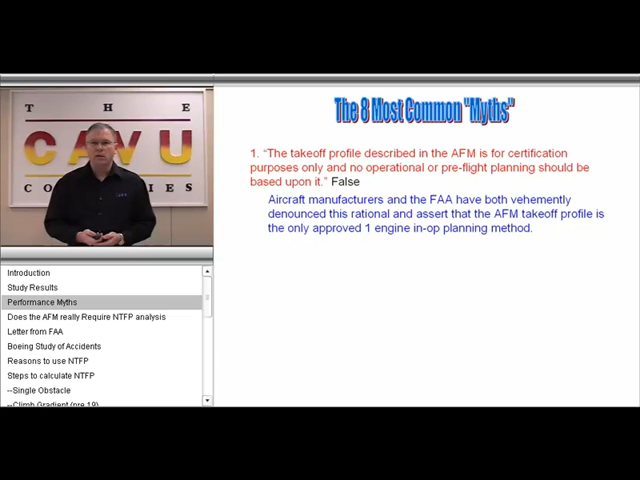 The 8 Most Common "Myths"
THE
CAVU
COMPANIES
1. "The takeoff profile described in the AFM is for certification
purposes only and no operational or pre-flight planning should be
based upon it." False
Aircraft manufacturers and the FAA have both vehemently
denounced this rational and assert that the AFM takeoff profile is
the only approved 1 engine in-op planning method.
Introduction
Study Results
Performance Myths
Does the AFM really Require NTFP analysis
Letter from FAA
Boeing Study of Accidents
Reasons to use NTFP
Steps to calculate NTFP
--Single Obstacle
--Climb Gradient (pre 19)